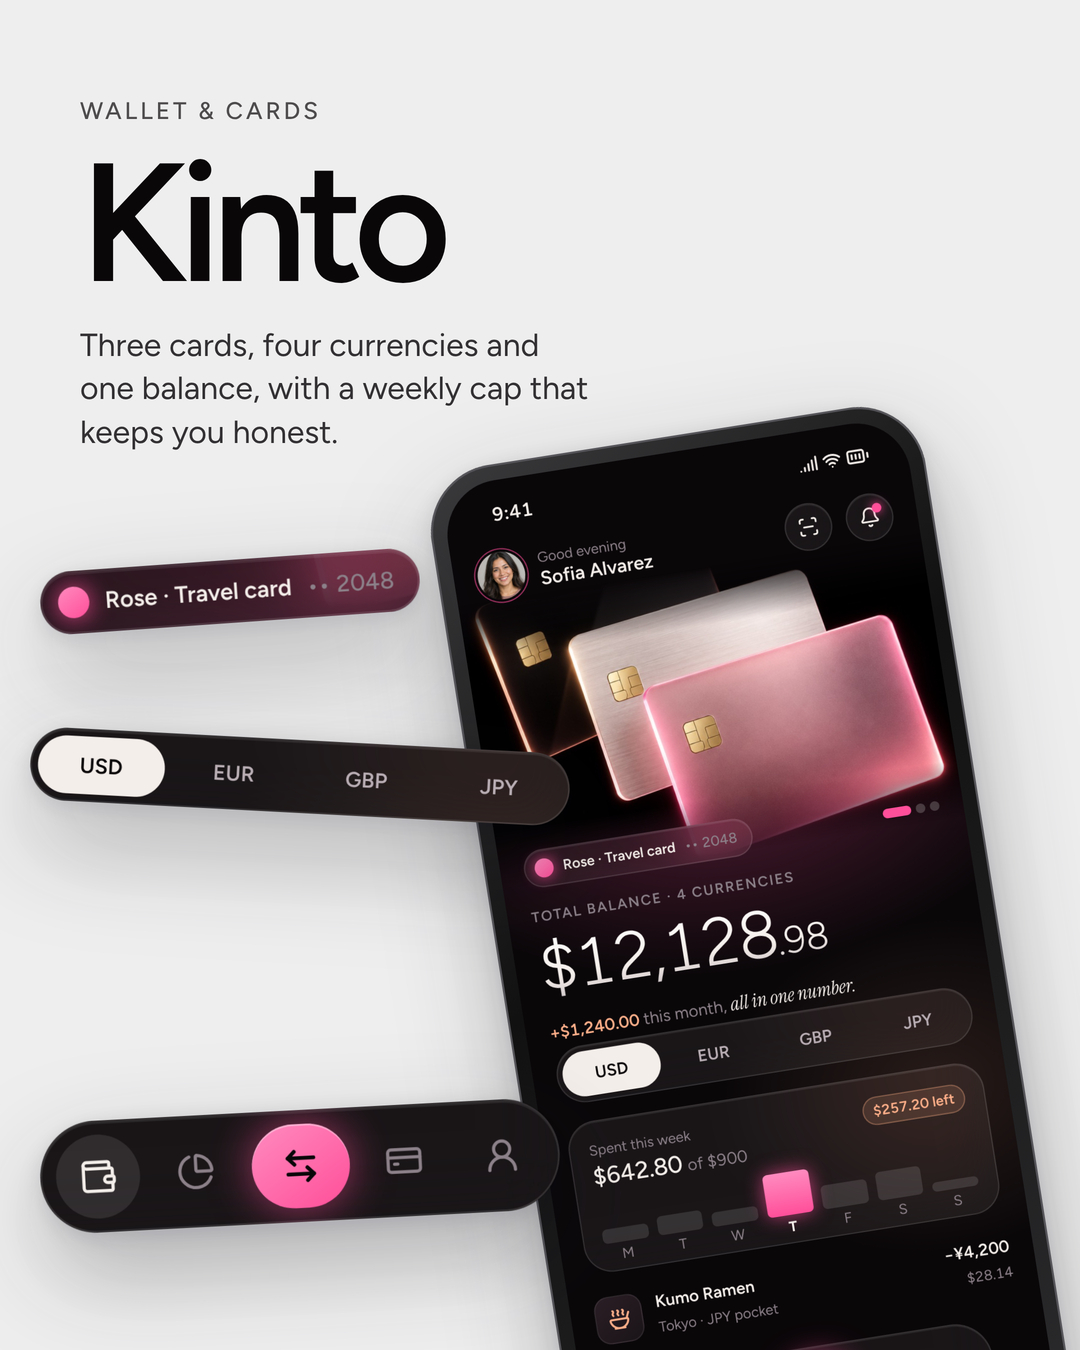 WALLET & CARDS
Kinto
Three cards, four currencies and
one balance, with a weekly cap that
keeps you honest.
9:41
Good evening
Sofia Alvarez
Rose · Travel card •• 2048
USD EUR GBP JPY
Rose · Travel card •• 2048
TOTAL BALANCE · 4 CURRENCIES
$12,128.98
+$1,240.00 this month, all in one number.
USD EUR GBP JPY
$257.20 left
Spent this week
$642.80 of $900
M T W T F S S
Kumo Ramen
Tokyo · JPY pocket
−¥4,200
$28.14